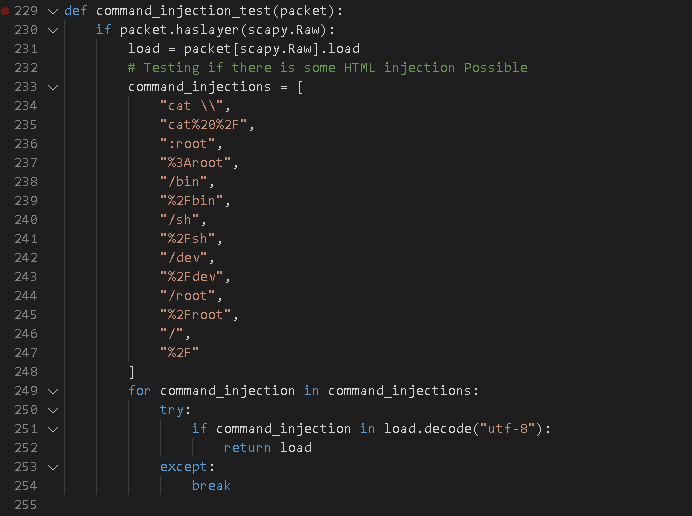 229 def command_injection_test(packet):
230     if packet.haslayer(scapy.Raw):
231         load = packet[scapy.Raw].load
232         # Testing if there is some HTML injection Possible
233         command_injections = [
234             "cat \\",
235             "cat%20%2F",
236             ":root",
237             "%3Aroot",
238             "/bin",
239             "%2Fbin",
240             "/sh",
241             "%2Fsh",
242             "/dev",
243             "%2Fdev",
244             "/root",
245             "%2Froot",
246             "/",
247             "%2F"
248         ]
249         for command_injection in command_injections:
250             try:
251                 if command_injection in load.decode("utf-8"):
252                     return load
253             except:
254                 break
255